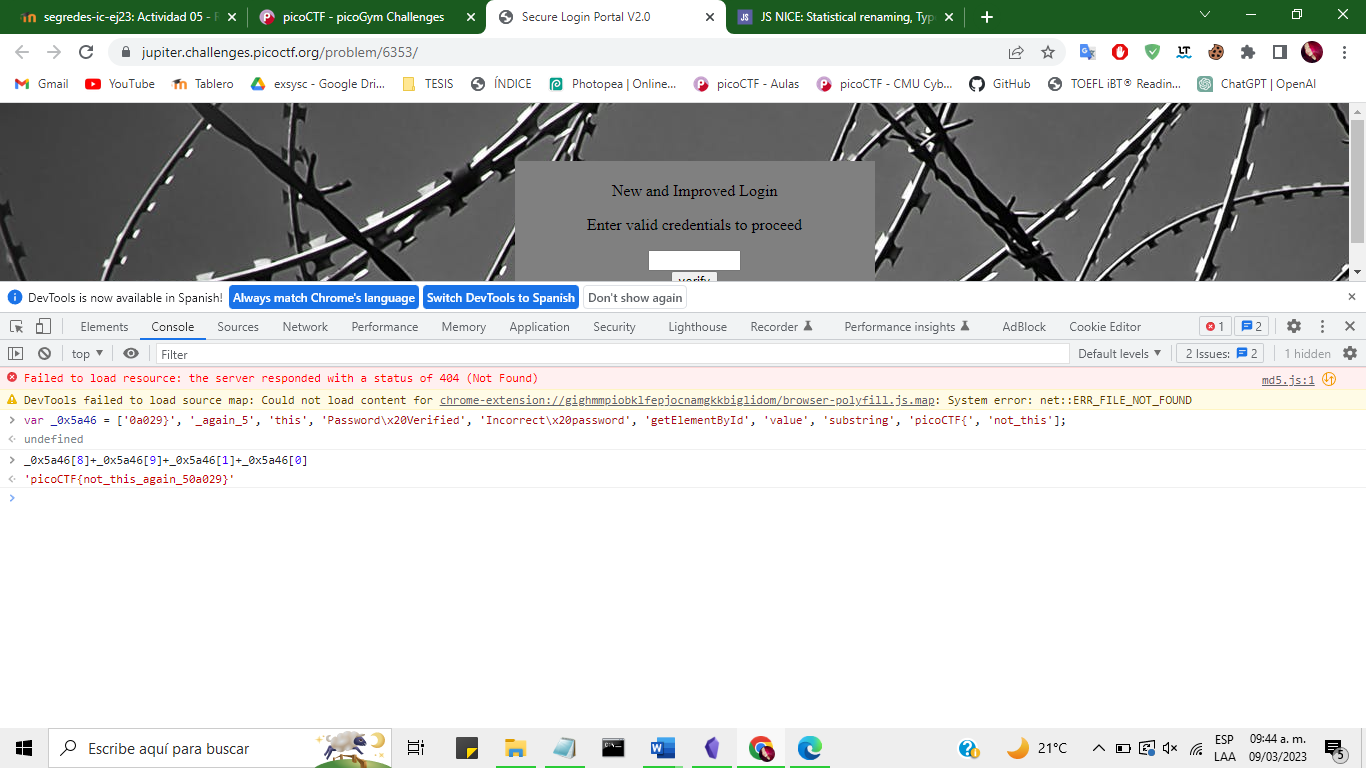 segredes-ic-ej23: Actividad 05 - F
picoCTF - picoGym Challenges
Secure Login Portal V2.0
JS NICE: Statistical renaming, Typ
jupiter.challenges.picoctf.org/problem/6353/
Gmail YouTube Tablero exsysc - Google Dri... TESIS ÍNDICE Photopea | Online... picoCTF - Aulas picoCTF - CMU Cyb... GitHub TOEFL iBT® Readin... ChatGPT | OpenAI
New and Improved Login
Enter valid credentials to proceed
verify
DevTools is now available in Spanish! Always match Chrome's language Switch DevTools to Spanish Don't show again
Elements Console Sources Network Performance Memory Application Security Lighthouse Recorder Performance insights AdBlock Cookie Editor 1 2
top Filter Default levels 2 Issues: 2 1 hidden
Failed to load resource: the server responded with a status of 404 (Not Found) md5.js:1
DevTools failed to load source map: Could not load content for chrome-extension://gighmmpiobklfepjocnamgkkbiglidom/browser-polyfill.js.map: System error: net::ERR_FILE_NOT_FOUND
var _0x5a46 = ['0a029}', '_again_5', 'this', 'Password\x20Verified', 'Incorrect\x20password', 'getElementById', 'value', 'substring', 'picoCTF{', 'not_this'];
undefined
_0x5a46[8]+_0x5a46[9]+_0x5a46[1]+_0x5a46[0]
'picoCTF{not_this_again_50a029}'
Escribe aquí para buscar
21°C
ESP
LAA
09:44 a. m.
09/03/2023
5